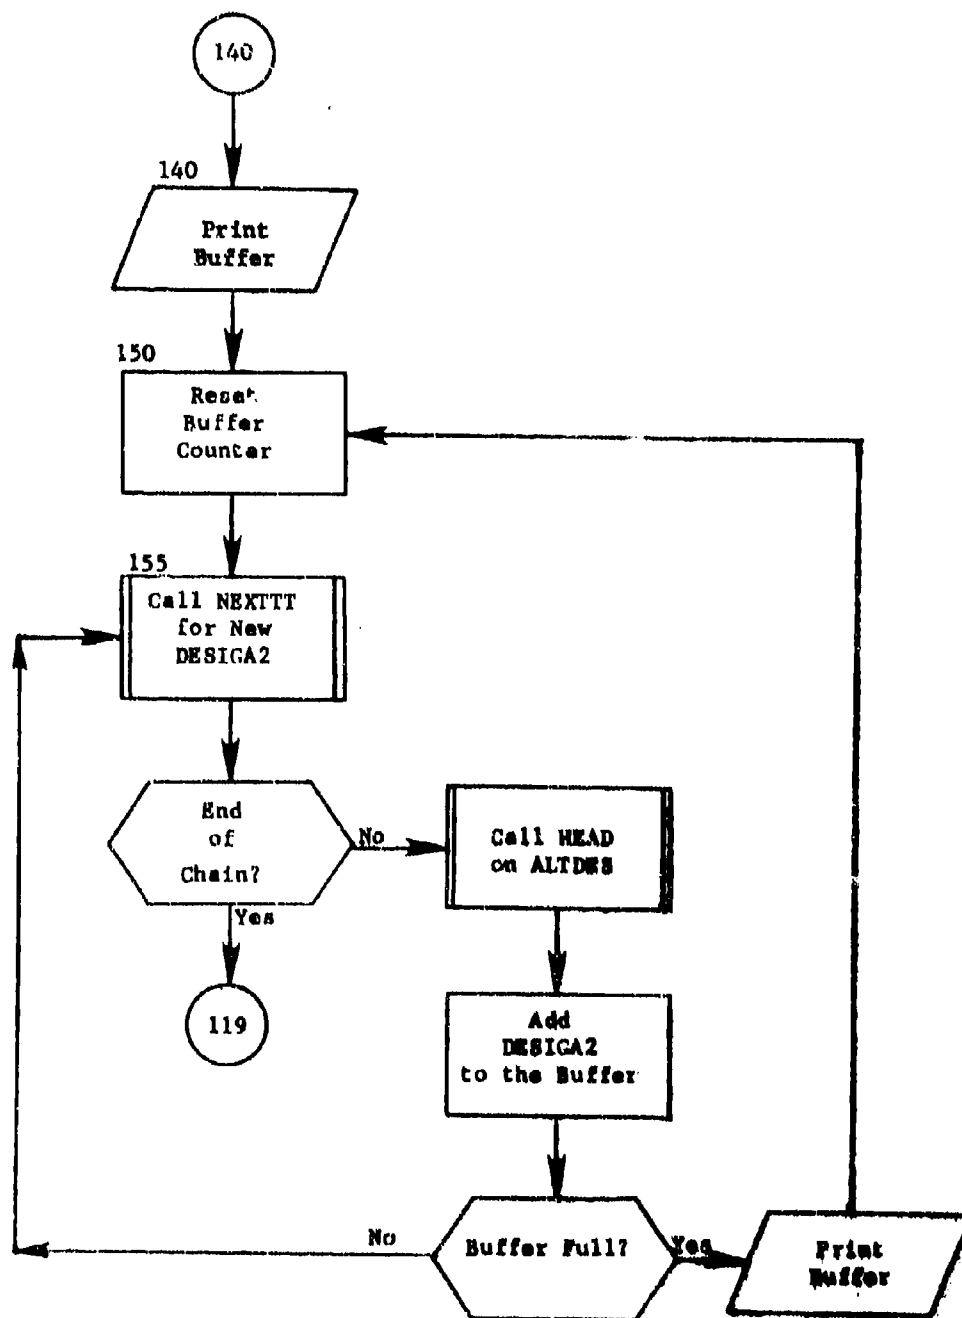 140
140
Print
Buffer
150
Reset
Buffer
Counter
155
Call NEXTTT
for New
DESIGA2
End
of
Chain?
No
Call HEAD
on ALTDES
Yes
119
Add
DESIGA2
to the Buffer
Buffer Full?
No
Yes
Print
Buffer